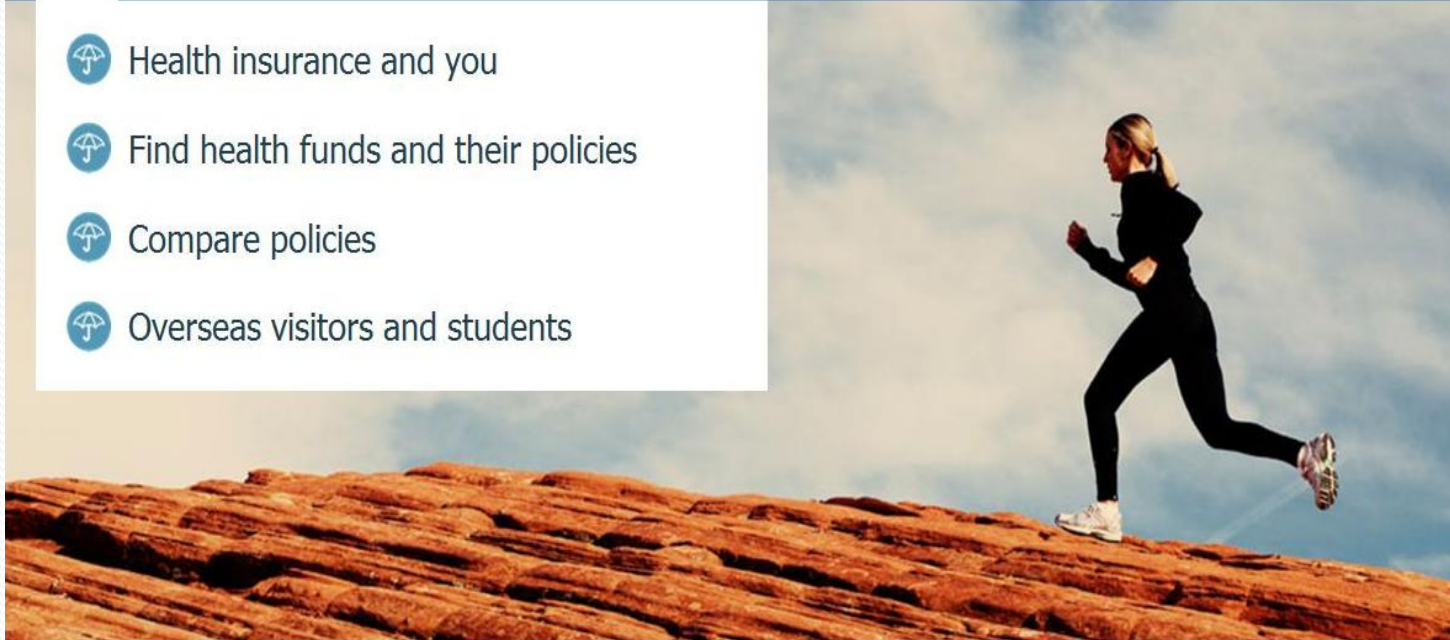 Health insurance and you
Find health funds and their policies
Compare policies
Overseas visitors and students